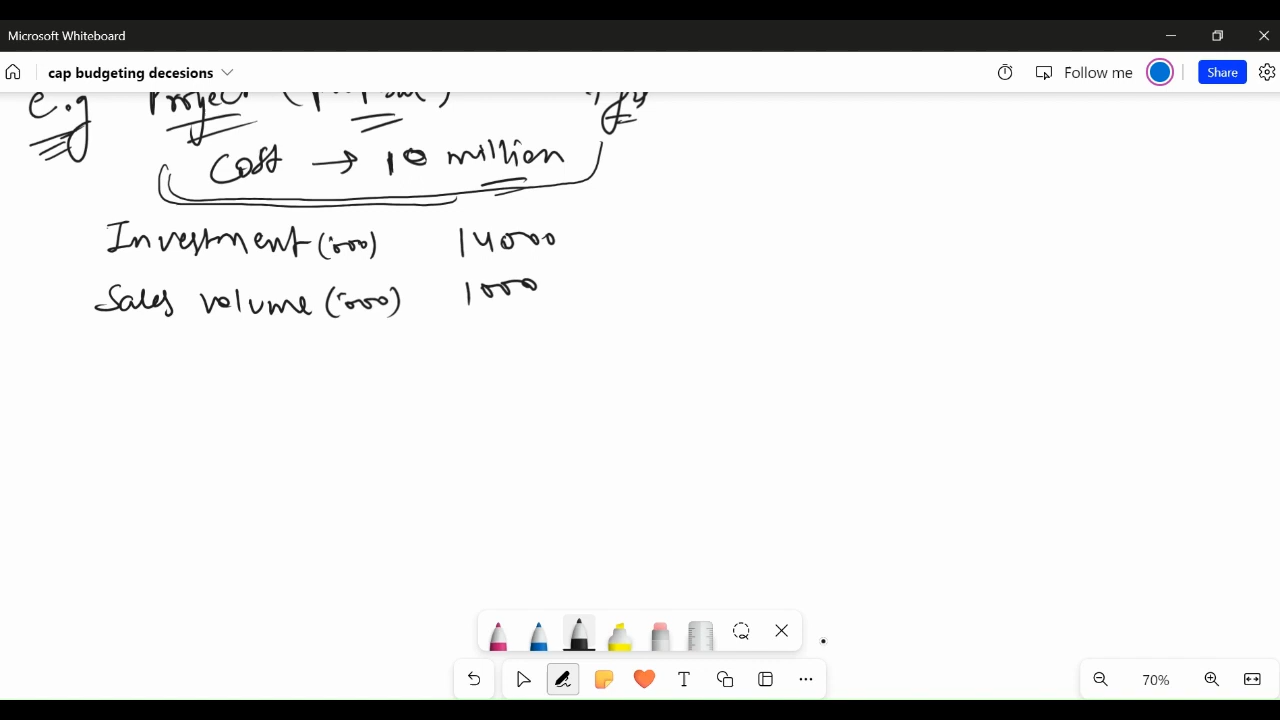 Microsoft Whiteboard
cap budgeting decesions
Follow me
Share
e.g Project
Cost → 10 million
Investment ('000) 14000
Sales volume ('000) 1000
T
70%